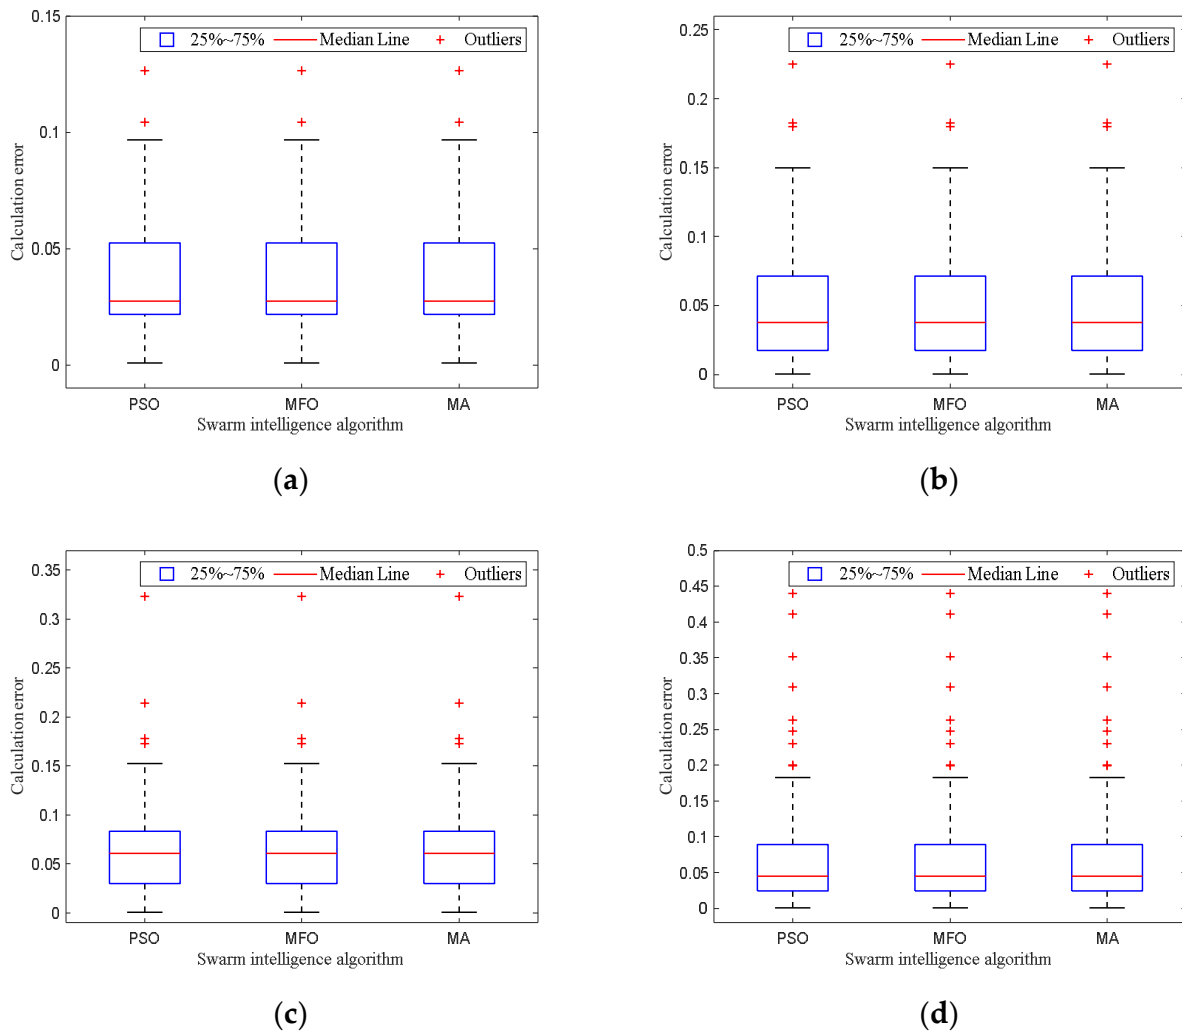 0.15
25%~75% Median Line Outliers
0.1
0.05
0
Calculation error
PSO MFO MA
Swarm intelligence algorithm
(a)
0.25
25%~75% Median Line Outliers
0.2
0.15
0.1
0.05
0
Calculation error
PSO MFO MA
Swarm intelligence algorithm
(b)
0.35
25%~75% Median Line Outliers
0.3
0.25
0.2
0.15
0.1
0.05
0
Calculation error
PSO MFO MA
Swarm intelligence algorithm
(c)
0.5
25%~75% Median Line Outliers
0.45
0.4
0.35
0.3
0.25
0.2
0.15
0.1
0.05
0
Calculation error
PSO MFO MA
Swarm intelligence algorithm
(d)